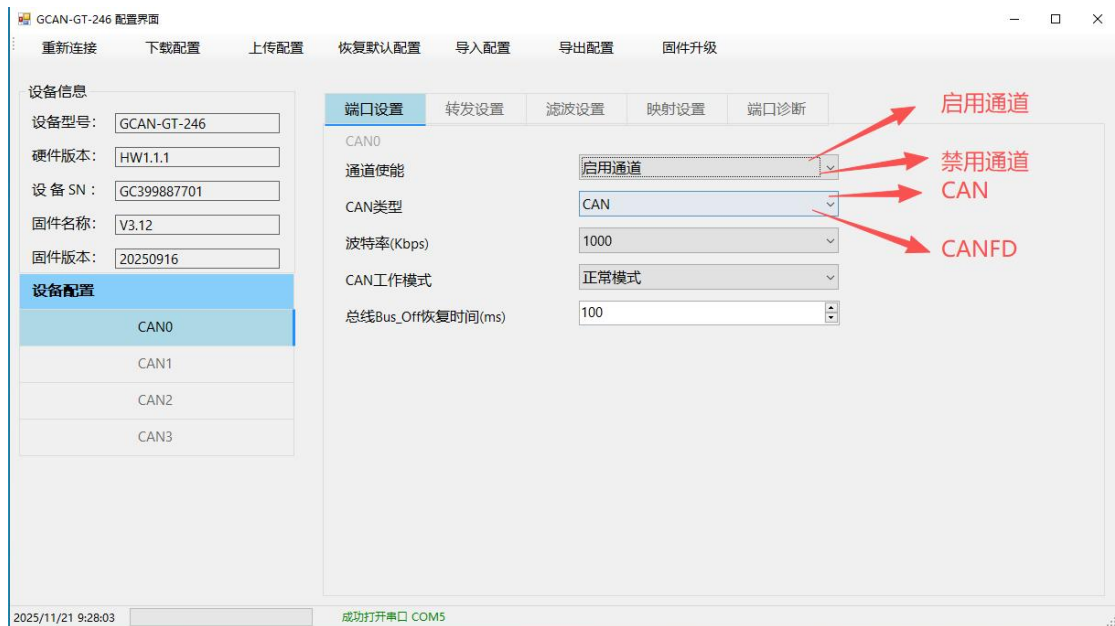 GCAN-GT-246 配置界面
重新连接 下载配置 上传配置 恢复默认配置 导入配置 导出配置 固件升级
设备信息
设备型号: GCAN-GT-246
硬件版本: HW1.1.1
设 备 SN : GC399887701
固件名称: V3.12
固件版本: 20250916
设备配置
CAN0
CAN1
CAN2
CAN3
端口设置 转发设置 滤波设置 映射设置 端口诊断
CAN0
通道使能 启用通道
CAN类型 CAN
波特率(Kbps) 1000
CAN工作模式 正常模式
总线Bus_Off恢复时间(ms) 100
启用通道
禁用通道
CAN
CANFD
2025/11/21 9:28:03 成功打开串口 COM5